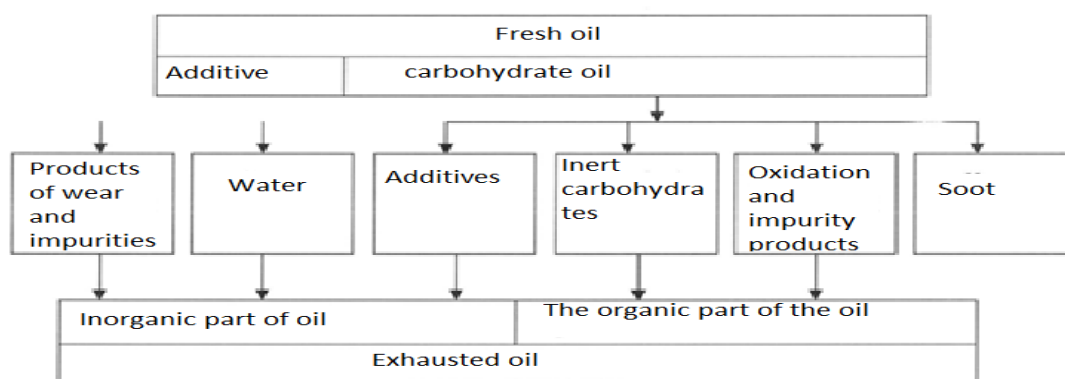 Fresh oil
Additive
carbohydrate oil
Products
of wear
and
impurities
Water
Additives
Inert
carbohydra
tes
Oxidation
and
impurity
products
Soot
Inorganic part of oil
The organic part of the oil
Exhausted oil